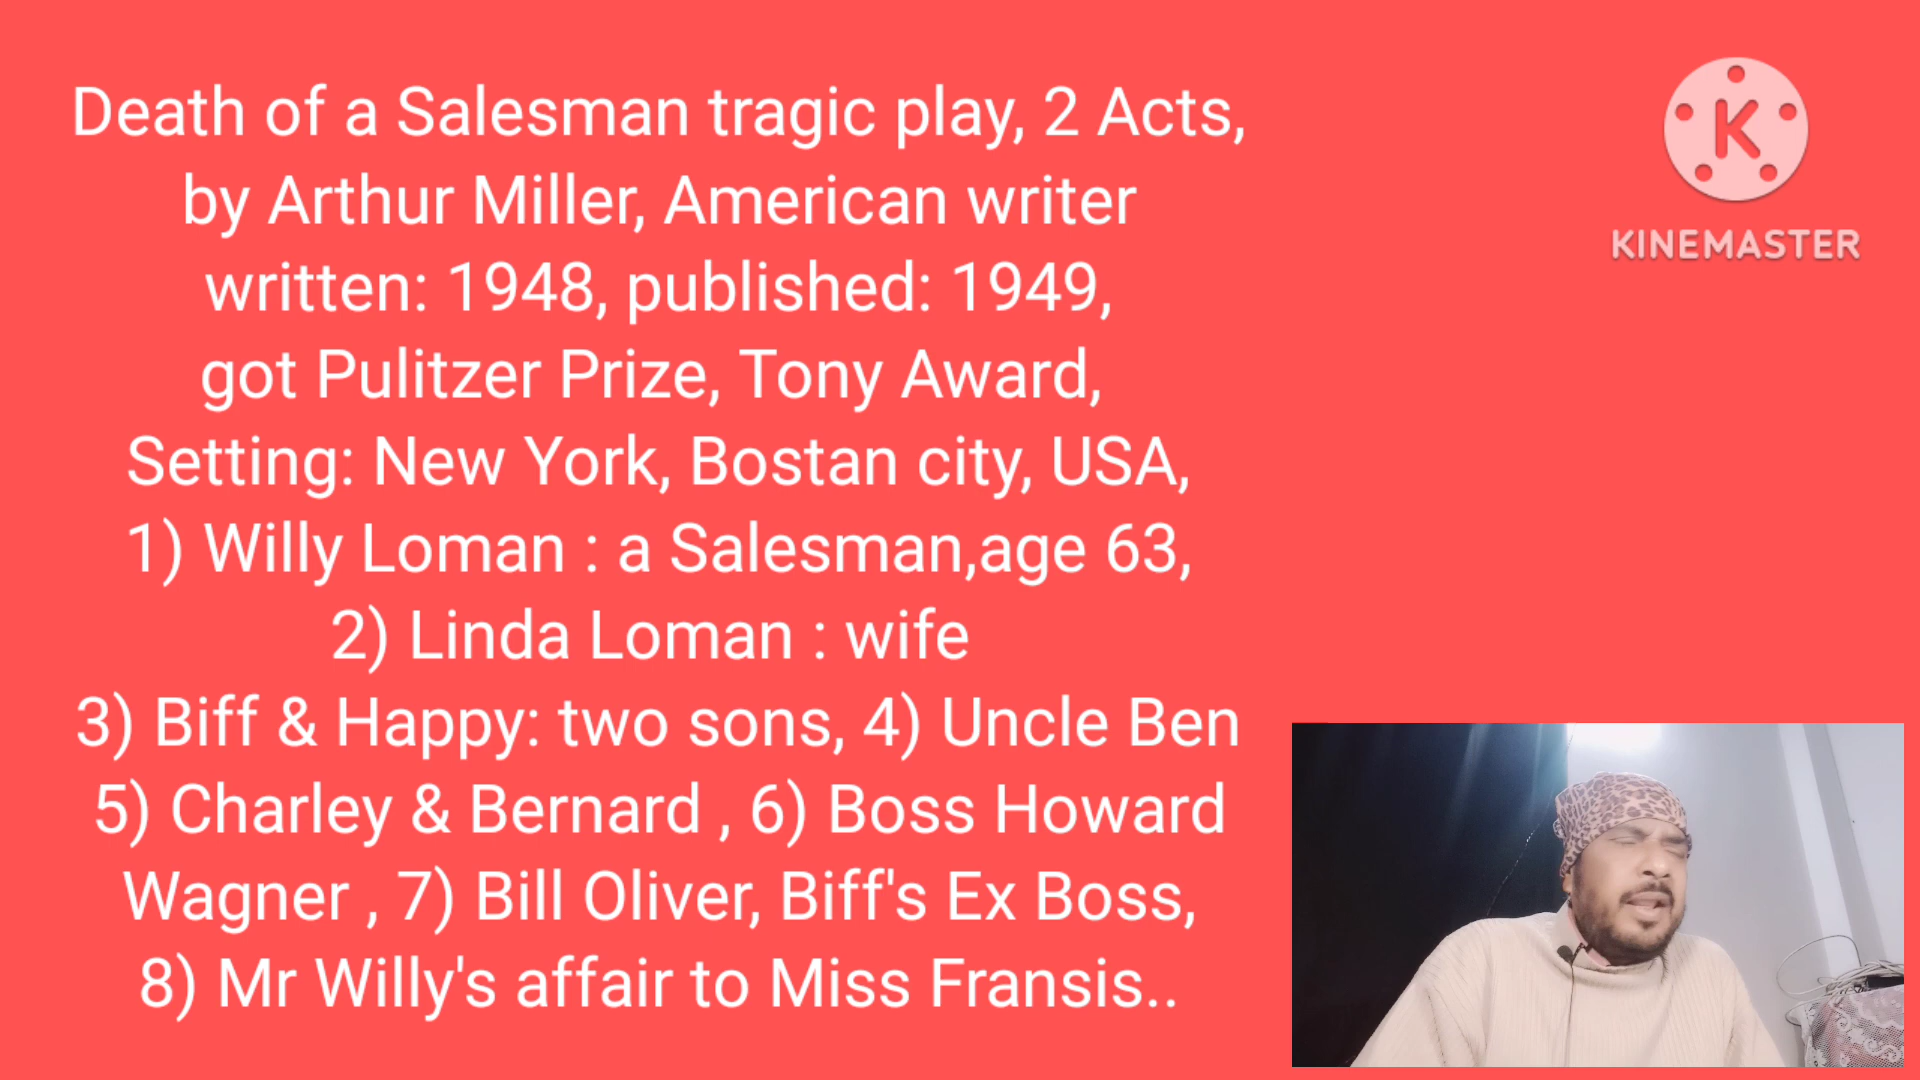 Death of a Salesman tragic play, 2 Acts,
by Arthur Miller, American writer
written: 1948, published: 1949,
got Pulitzer Prize, Tony Award,
Setting: New York, Bostan city, USA,
1) Willy Loman : a Salesman,age 63,
2) Linda Loman : wife
3) Biff & Happy: two sons, 4) Uncle Ben
5) Charley & Bernard , 6) Boss Howard
Wagner , 7) Bill Oliver, Biff's Ex Boss,
8) Mr Willy's affair to Miss Fransis..
K
KINEMASTER